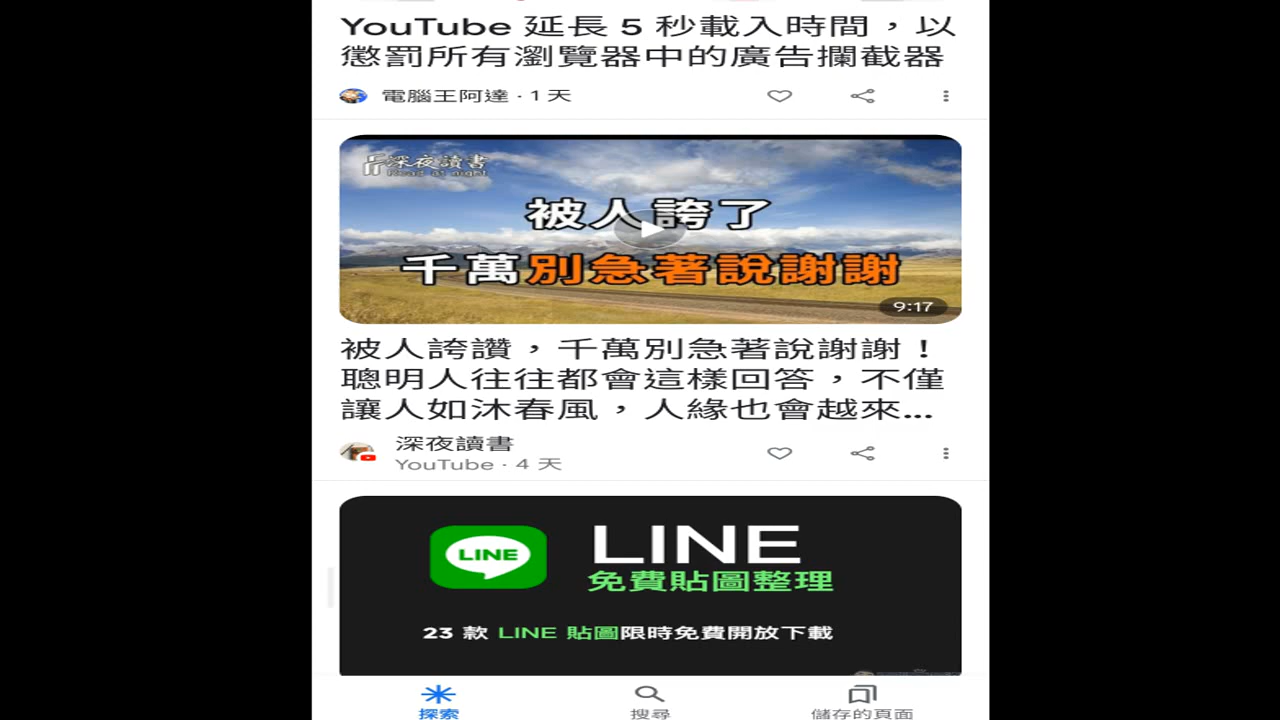 YouTube 延長 5 秒載入時間，以
懲罰所有瀏覽器中的廣告攔截器
電腦王阿達 · 1 天
深夜讀書
Read at night
被人誇了
千萬別急著說謝謝
9:17
被人誇讚，千萬別急著說謝謝！
聰明人往往都會這樣回答，不僅
讓人如沐春風，人緣也會越來...
深夜讀書
YouTube · 4 天
LINE
LINE
免費貼圖整理
23 款 LINE 貼圖限時免費開放下載
探索
搜尋
儲存的頁面